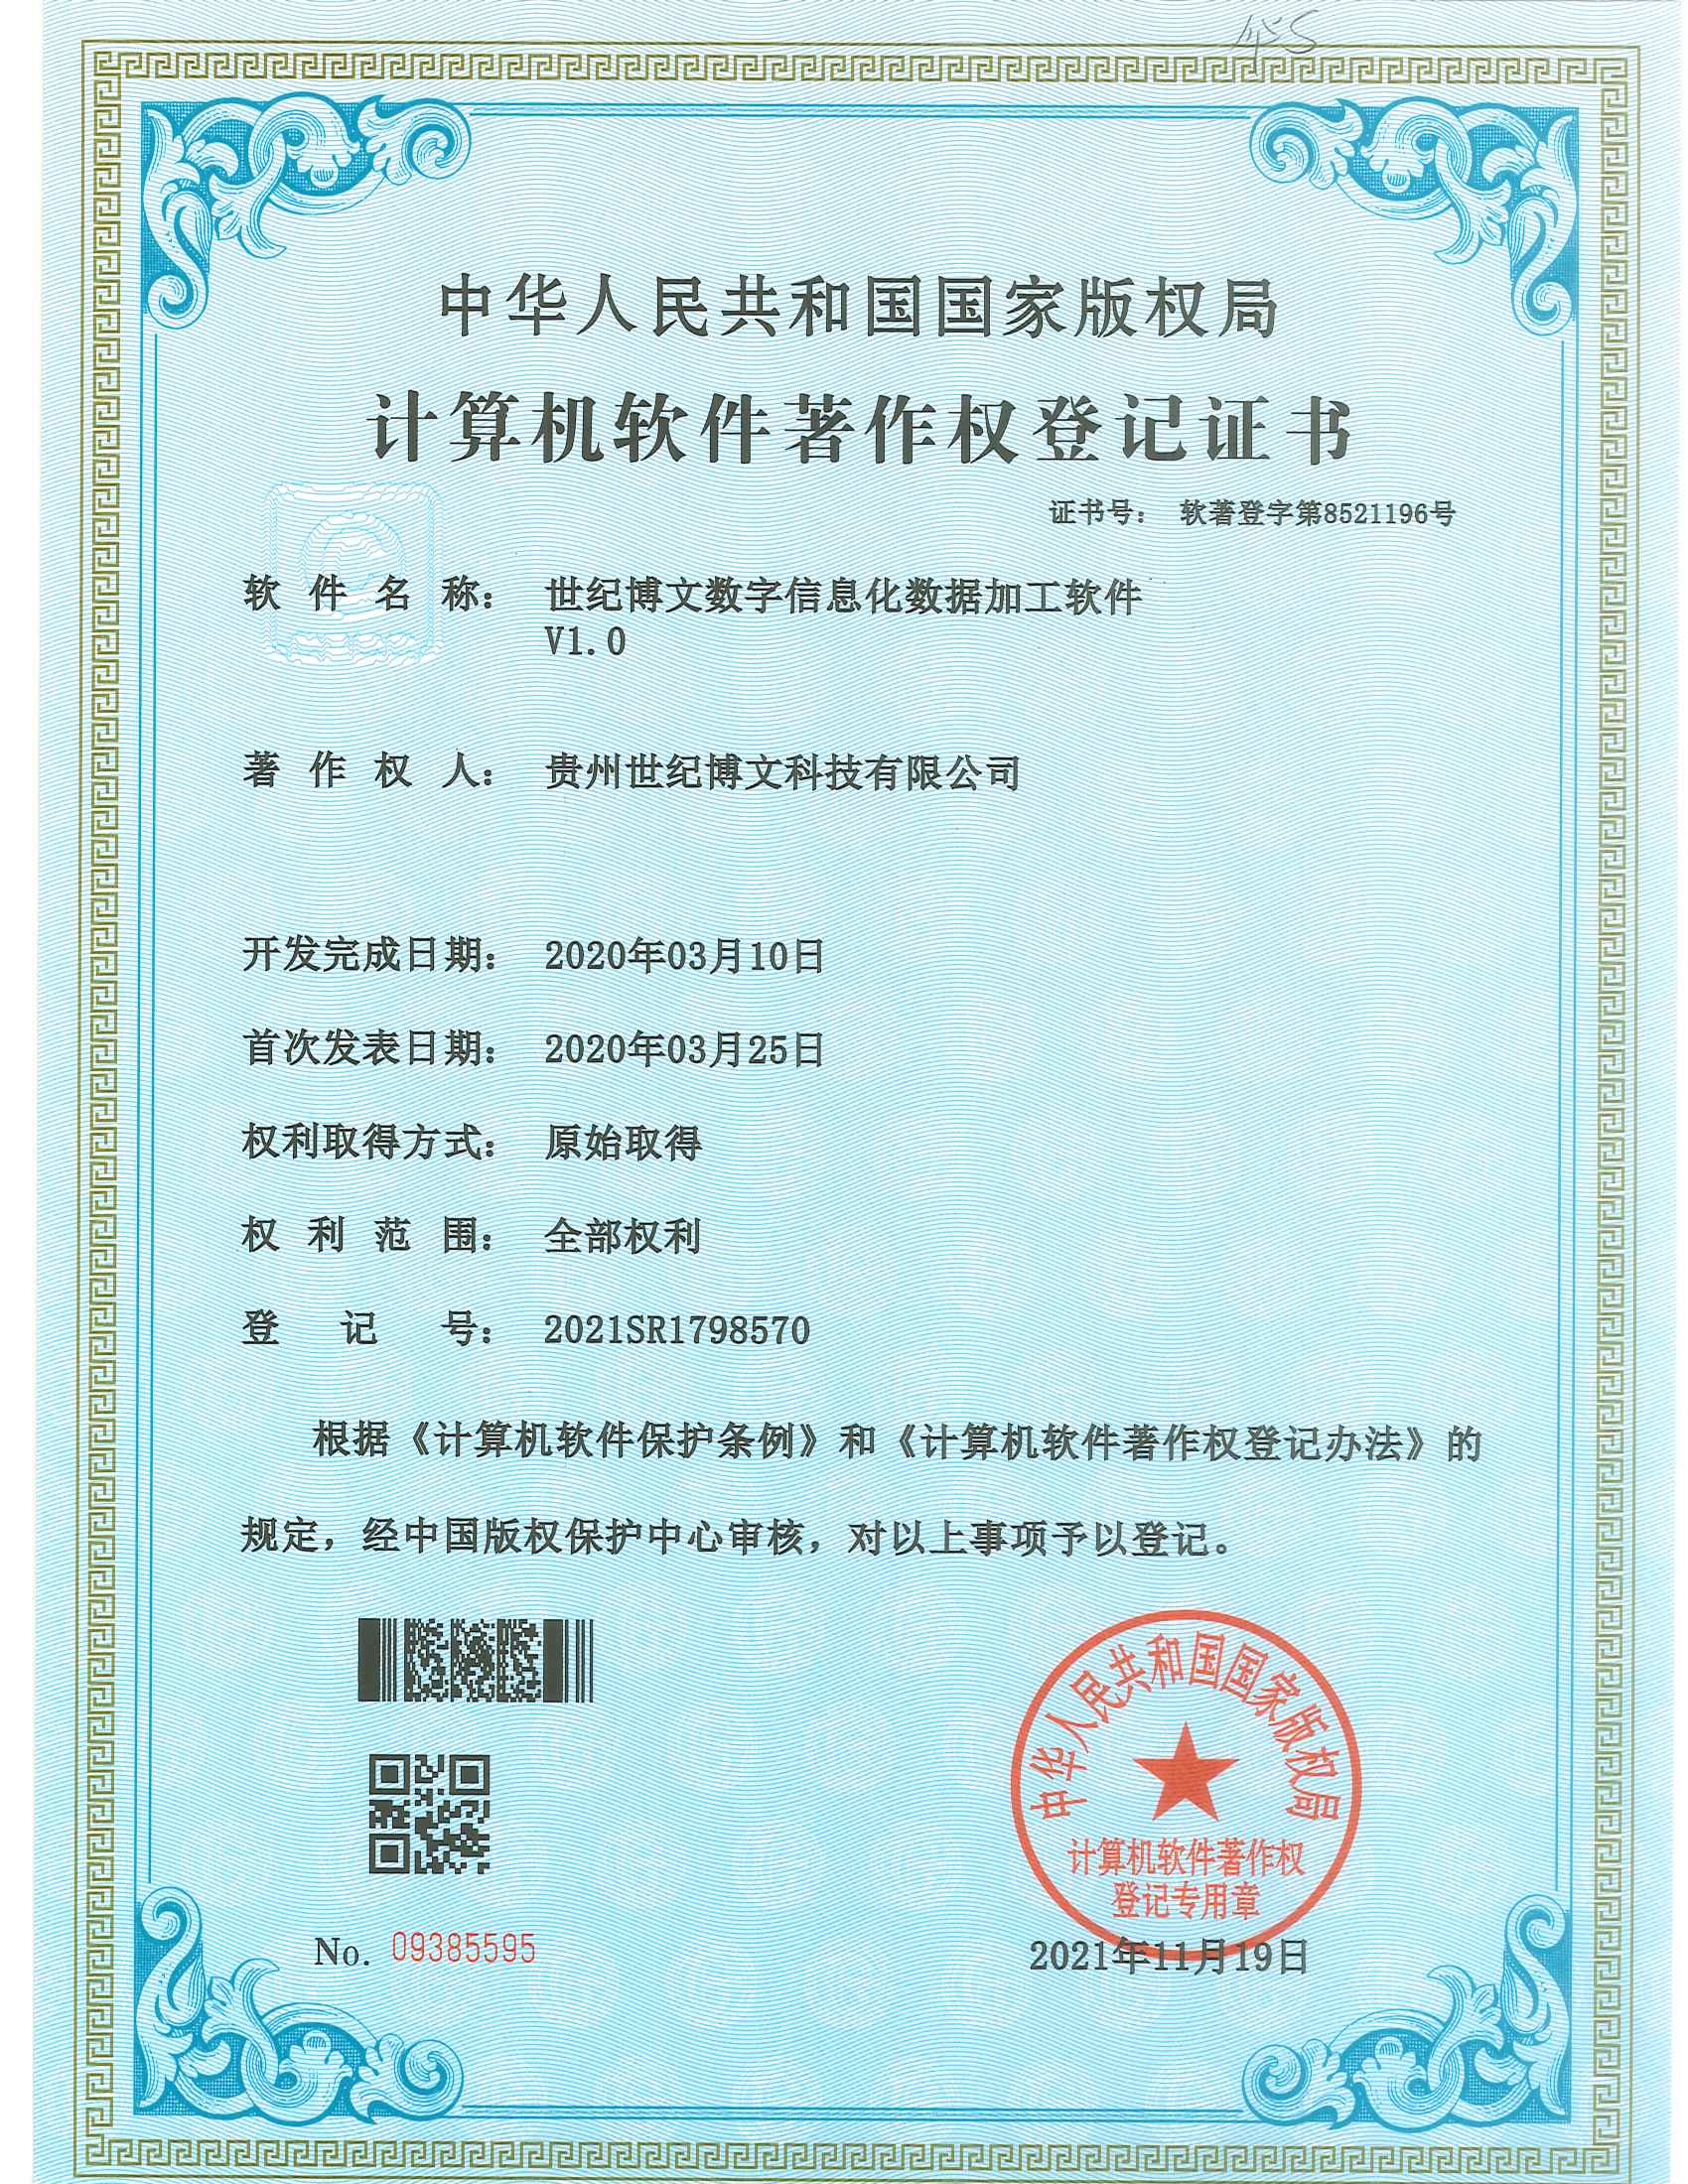 中华人民共和国国家版权局
计算机软件著作权登记证书
证书号： 软著登字第8521196号
软件名称： 世纪博文数字信息化数据加工软件
V1.0
著作权人： 贵州世纪博文科技有限公司
开发完成日期： 2020年03月10日
首次发表日期： 2020年03月25日
权利取得方式： 原始取得
权利范围： 全部权利
登记号： 2021SR1798570
根据《计算机软件保护条例》和《计算机软件著作权登记办法》的
规定，经中国版权保护中心审核，对以上事项予以登记。
中华人民共和国国家版权局
计算机软件著作权
登记专用章
No. 09385595
2021年11月19日